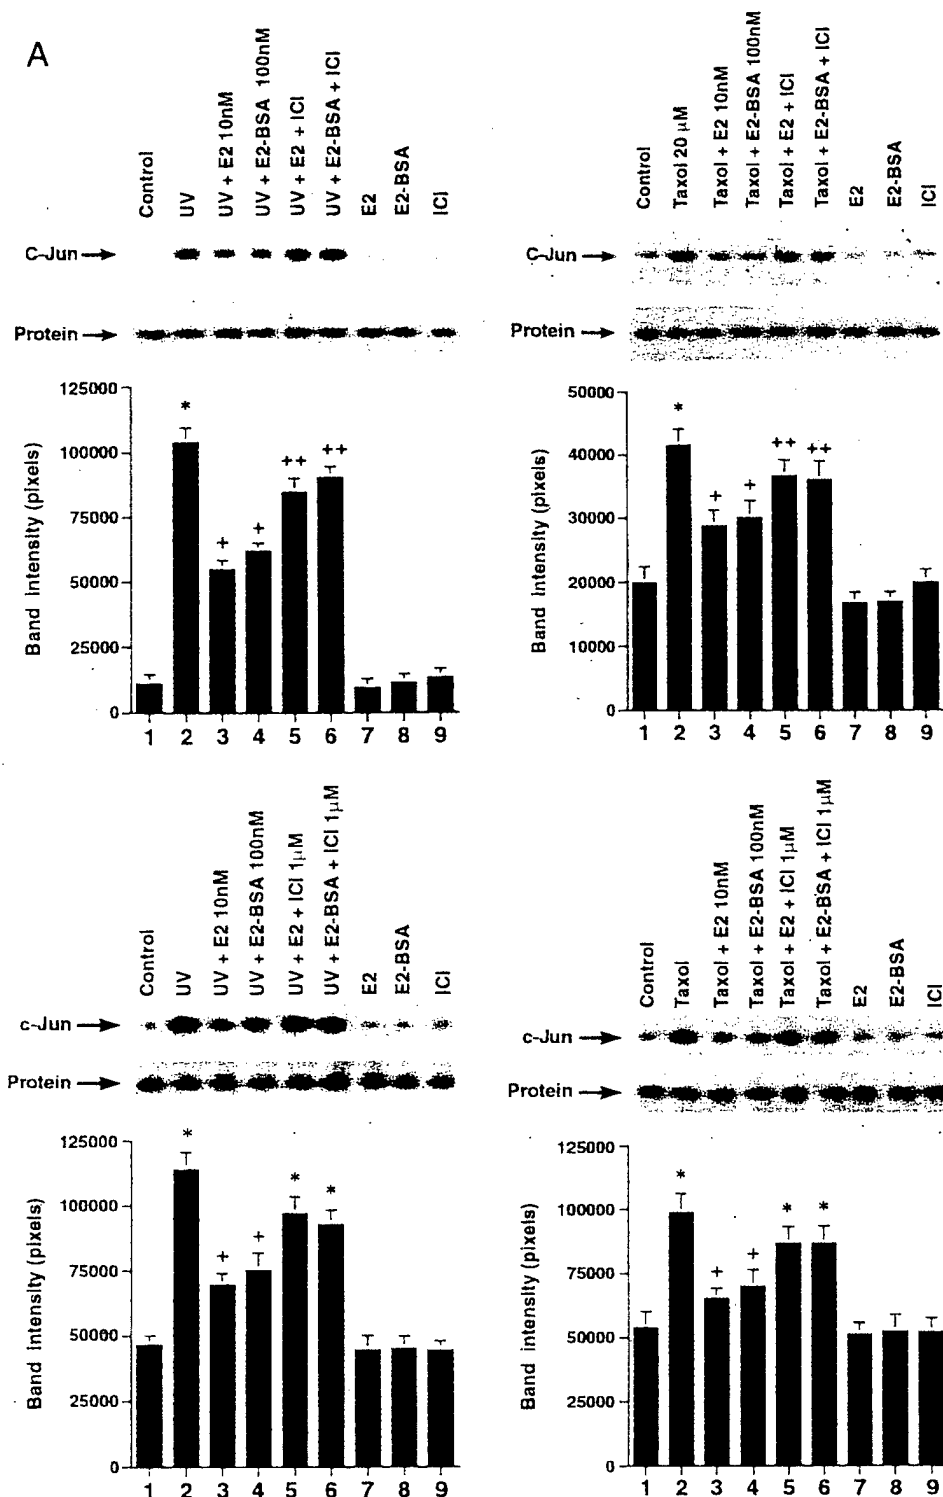 A
Control
UV
UV + E2 10nM
UV + E2-BSA 100nM
UV + E2 + ICI
UV + E2-BSA + ICI
E2
E2-BSA
ICI
C-Jun
Protein
Band Intensity (pixels)
125000
100000
75000
50000
25000
0
*
+
+
++
++
1 2 3 4 5 6 7 8 9
Control
Taxol 20 μM
Taxol + E2 10nM
Taxol + E2-BSA 100nM
Taxol + E2 + ICI
Taxol + E2-BSA + ICI
E2
E2-BSA
ICI
C-Jun
Protein
Band Intensity (pixels)
50000
40000
30000
20000
10000
0
*
+
+
++
++
1 2 3 4 5 6 7 8 9
Control
UV
UV + E2 10nM
UV + E2-BSA 100nM
UV + E2 + ICI 1μM
UV + E2-BSA + ICI 1μM
E2
E2-BSA
ICI
c-Jun
Protein
Band intensity (pixels)
125000
100000
75000
50000
25000
0
*
+
+
*
*
1 2 3 4 5 6 7 8 9
Control
Taxol
Taxol + E2 10nM
Taxol + E2-BSA 100nM
Taxol + E2 + ICI 1μM
Taxol + E2-BSA + ICI 1μM
E2
E2-BSA
ICI
c-Jun
Protein
Band intensity (pixels)
125000
100000
75000
50000
25000
0
*
+
+
*
*
1 2 3 4 5 6 7 8 9